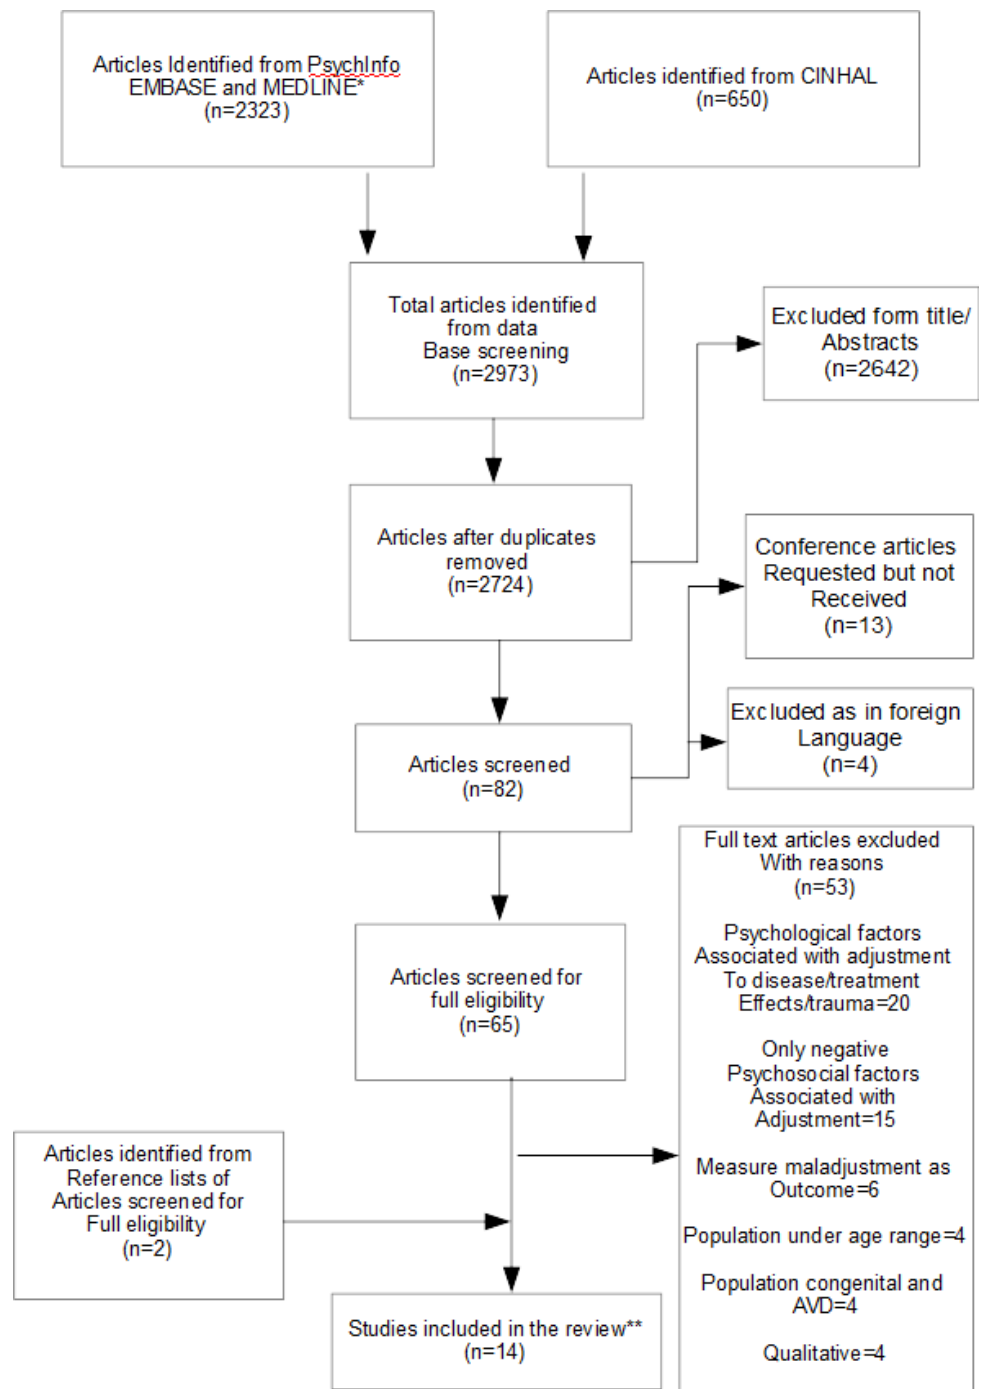 Articles Identified from PsychInfo
EMBASE and MEDLINE*
(n=2323)
Articles identified from CINHAL
(n=650)
Total articles identified
from data
Base screening
(n=2973)
Excluded form title/
Abstracts
(n=2642)
Articles after duplicates
removed
(n=2724)
Conference articles
Requested but not
Received
(n=13)
Excluded as in foreign
Language
(n=4)
Articles screened
(n=82)
Full text articles excluded
With reasons
(n=53)
Psychological factors
Associated with adjustment
To disease/treatment
Effects/trauma=20
Only negative
Psychosocial factors
Associated with
Adjustment=15
Measure maladjustment as
Outcome=6
Population under age range=4
Population congenital and
AVD=4
Qualitative=4
Articles screened for
full eligibility
(n=65)
Articles identified from
Reference lists of
Articles screened for
Full eligibility
(n=2)
Studies included in the review**
(n=14)